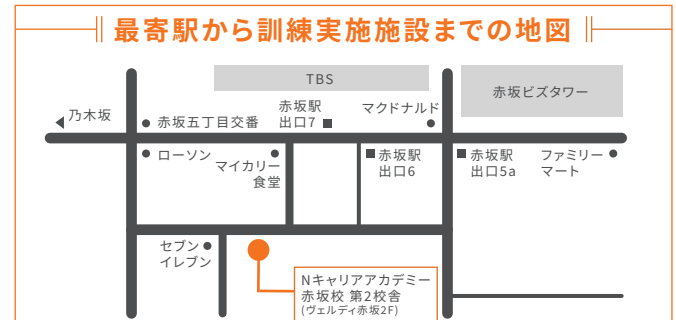 最寄駅から訓練実施施設までの地図
TBS
赤坂ビズタワー
乃木坂
赤坂五丁目交番
赤坂駅
出口7
マクドナルド
ローソン
マイカリー
食堂
赤坂駅
出口6
赤坂駅
出口5a
ファミリー
マート
セブン
イレブン
Nキャリアアカデミー
赤坂校 第2校舎
(ヴェルディ赤坂2F)